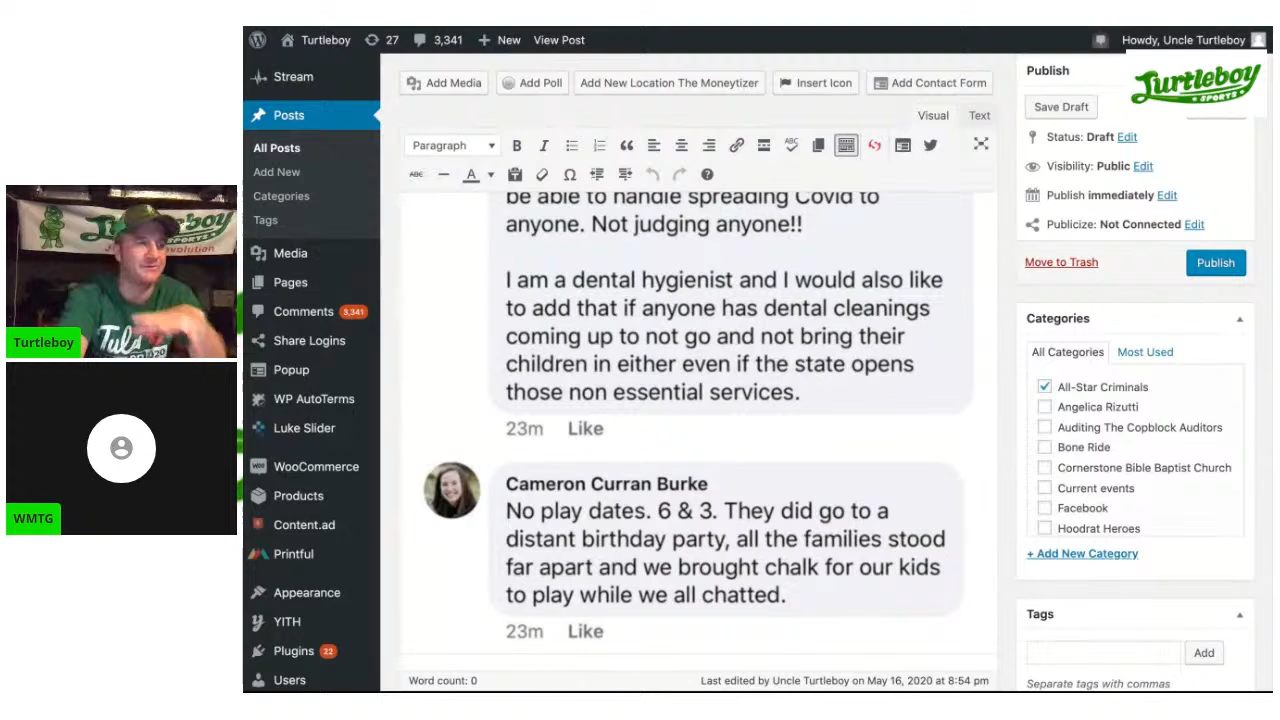 Turtleboy
27
3,341
New
View Post
Howdy, Uncle Turtleboy
Stream
Posts
All Posts
Add New
Categories
Tags
Media
Pages
Comments 3,341
Share Logins
Popup
WP AutoTerms
Luke Slider
WooCommerce
Products
Content.ad
Printful
Appearance
YITH
Plugins 22
Users
Add Media
Add Poll
Add New Location The Moneytizer
Insert Icon
Add Contact Form
Visual
Text
Paragraph
B
I
ABC
ABC
A
be able to handle spreading Covid to
anyone. Not judging anyone!!
I am a dental hygienist and I would also like
to add that if anyone has dental cleanings
coming up to not go and not bring their
children in either even if the state opens
those non essential services.
23m Like
Cameron Curran Burke
No play dates. 6 & 3. They did go to a
distant birthday party, all the families stood
far apart and we brought chalk for our kids
to play while we all chatted.
23m Like
Word count: 0
Last edited by Uncle Turtleboy on May 16, 2020 at 8:54 pm
Publish
Turtleboy
SPORTS
Save Draft
Status: Draft Edit
Visibility: Public Edit
Publish immediately Edit
Publicize: Not Connected Edit
Move to Trash
Publish
Categories
All Categories
Most Used
All-Star Criminals
Angelica Rizutti
Auditing The Copblock Auditors
Bone Ride
Cornerstone Bible Baptist Church
Current events
Facebook
Hoodrat Heroes
+ Add New Category
Tags
Add
Separate tags with commas
Turtleboy
SPORTS
Turtleboy
WMTG